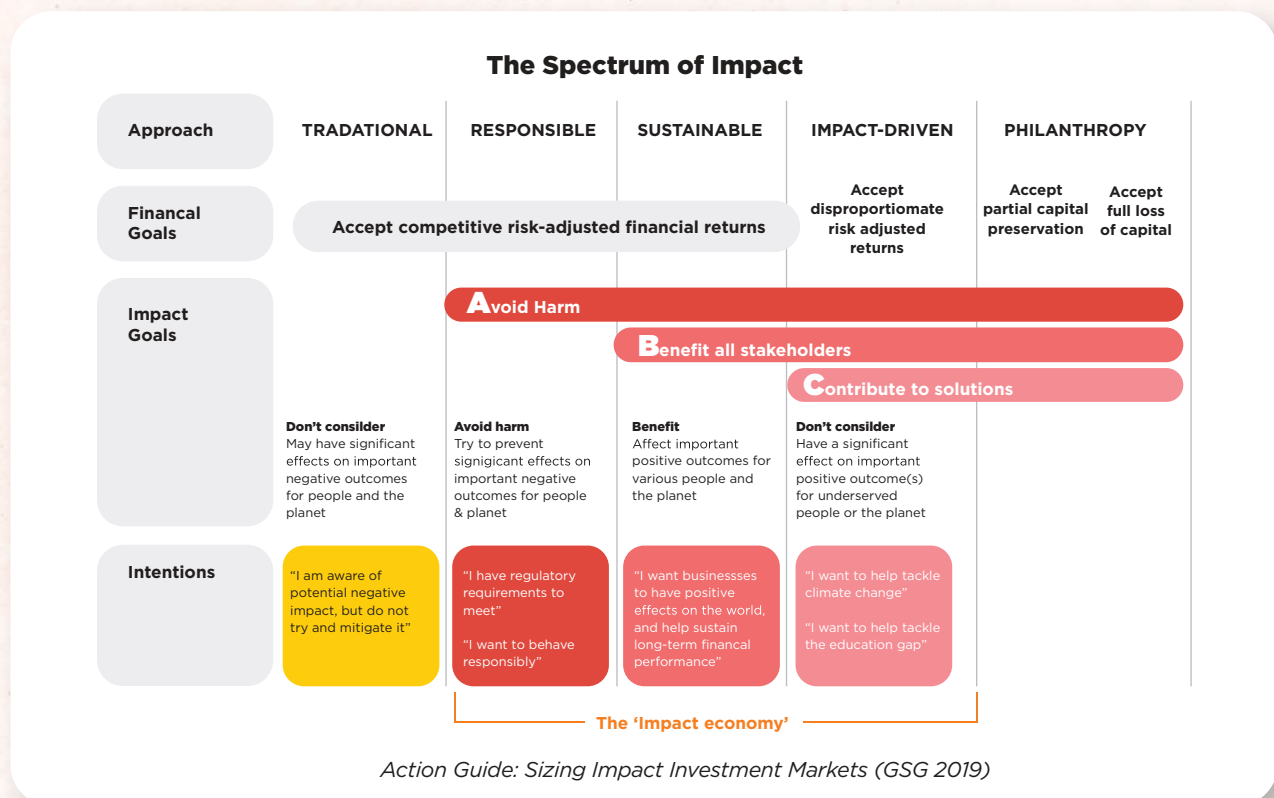 The Spectrum of Impact
Approach
TRADATIONAL
RESPONSIBLE
SUSTAINABLE
IMPACT-DRIVEN
PHILANTHROPY
Financal
Goals
Accept competitive risk-adjusted financial returns
Accept
disproportiomate
risk adjusted
returns
Accept
partial capital
preservation
Accept
full loss
of capital
Impact
Goals
Avoid Harm
Benefit all stakeholders
Contribute to solutions
Don't consilder
May have significant
effects on important
negative outcomes
for people and the
planet
Avoid harm
Try to prevent
signigicant effects on
important negative
outcomes for people
& planet
Benefit
Affect important
positive outcomes for
various people and
the planet
Don't consilder
Have a significant
effect on important
positive outcome(s)
for underserved
people or the planet
Intentions
“I am aware of
potential negative
impact, but do not
try and mitigate it”
“I have regulatory
requirements to
meet”
“I want to behave
responsibly”
“I want businessses
to have positive
effects on the world,
and help sustain
long-term financal
performance”
“I want to help tackle
climate change”
“I want to help tackle
the education gap”
The ‘Impact economy’
Action Guide: Sizing Impact Investment Markets (GSG 2019)